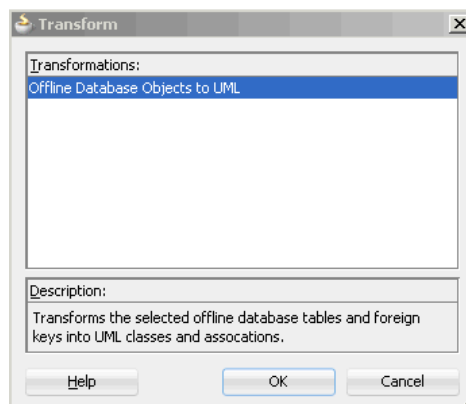 Transform
Transformations:
Offline Database Objects to UML
Description:
Transforms the selected offline database tables and foreign
keys into UML classes and assocations.
Help OK Cancel